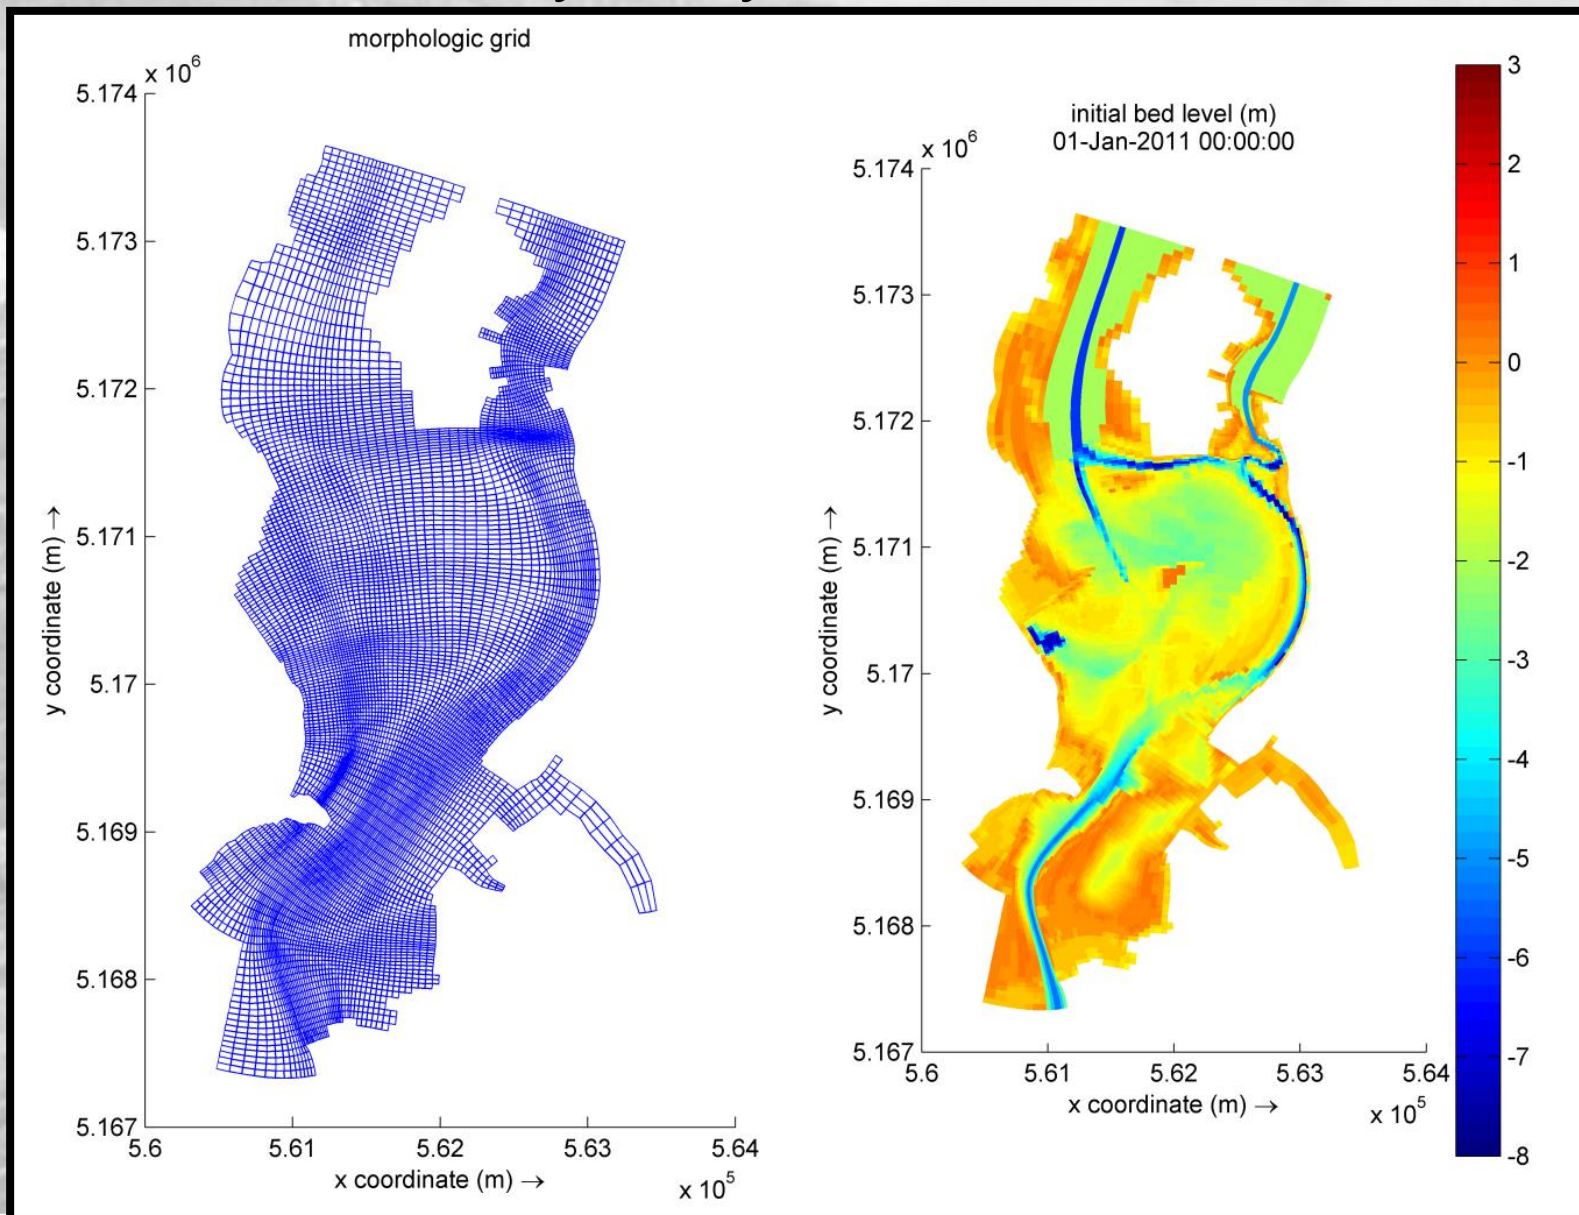 morphologic grid
x 10^6
5.174
5.173
5.172
5.171
5.17
5.169
5.168
5.167
y coordinate (m) →
5.6 5.61 5.62 5.63 5.64
x coordinate (m) →
x 10^5
initial bed level (m)
01-Jan-2011 00:00:00
x 10^6
5.174
5.173
5.172
5.171
5.17
5.169
5.168
5.167
y coordinate (m) →
5.6 5.61 5.62 5.63 5.64
x coordinate (m) →
x 10^5
3
2
1
0
-1
-2
-3
-4
-5
-6
-7
-8